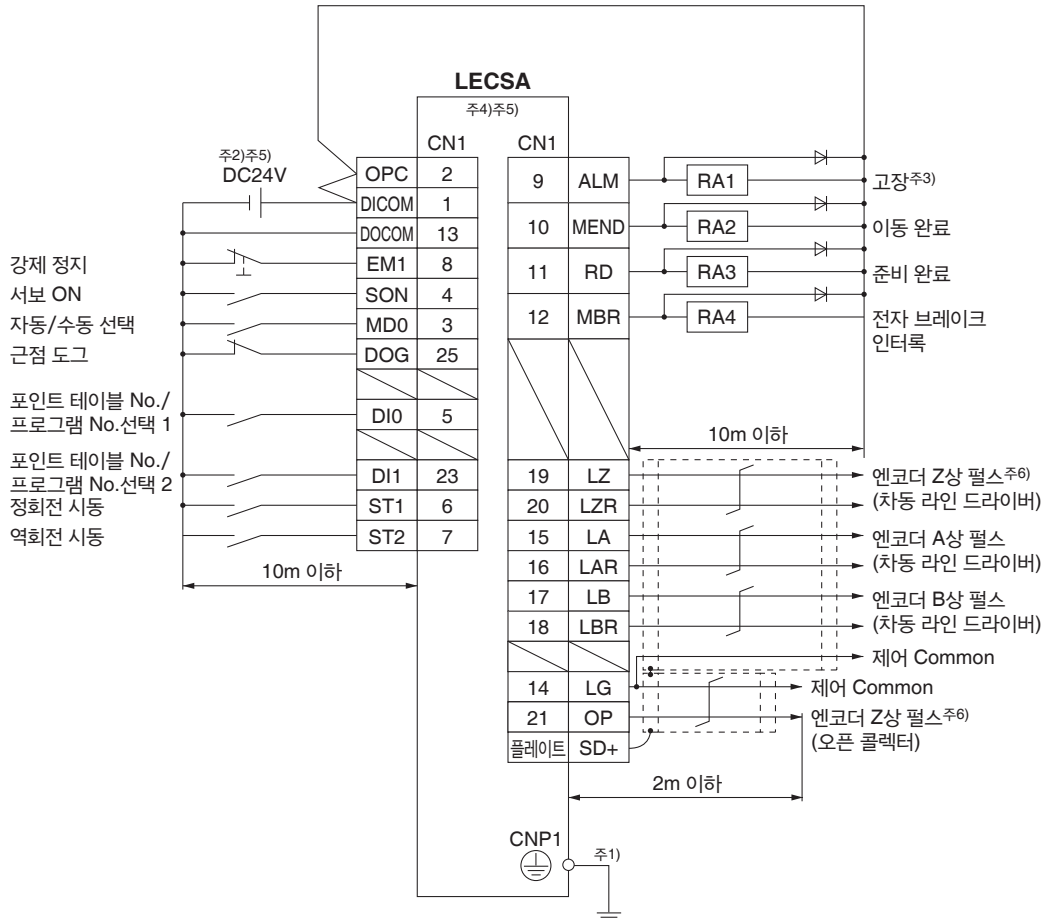 LECSA
주4)주5)
CN1
CN1
주2)주5)
DC24V
OPC 2
DICOM 1
DOCOM 13
강제 정지
EM1 8
서보 ON
SON 4
자동/수동 선택
MD0 3
근접 도그
DOG 25
포인트 테이블 No./
프로그램 No.선택 1
DI0 5
포인트 테이블 No./
프로그램 No.선택 2
DI1 23
정회전 시동
ST1 6
역회전 시동
ST2 7
10m 이하
9 ALM RA1 고장주3)
10 MEND RA2 이동 완료
11 RD RA3 준비 완료
12 MBR RA4 전자 브레이크
인터록
10m 이하
19 LZ 엔코더 Z상 펄스주6)
20 LZR (차동 라인 드라이버)
15 LA 엔코더 A상 펄스
16 LAR (차동 라인 드라이버)
17 LB 엔코더 B상 펄스
18 LBR (차동 라인 드라이버)
제어 Common
14 LG 제어 Common
21 OP 엔코더 Z상 펄스주6)
(오픈 콜렉터)
플레이트 SD+
2m 이하
CNP1
주1)